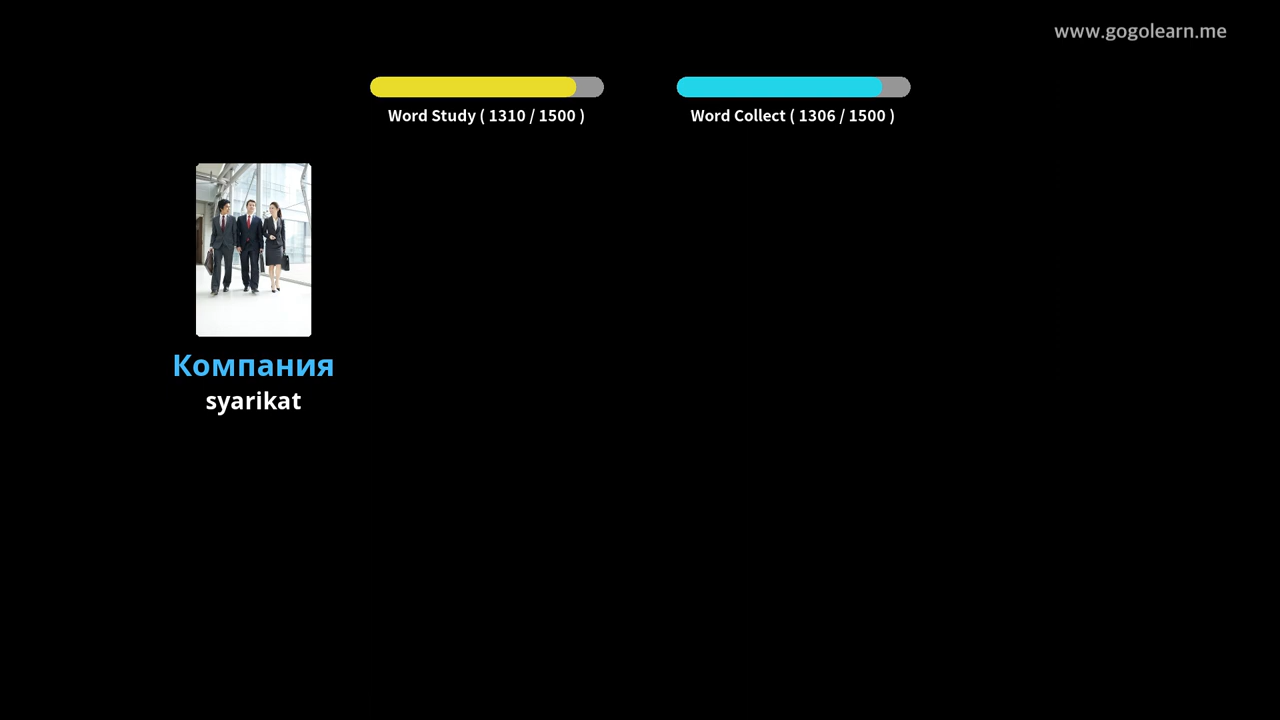 www.gogolearn.me
Word Study ( 1310 / 1500 )
Word Collect ( 1306 / 1500 )
Компания
syarikat